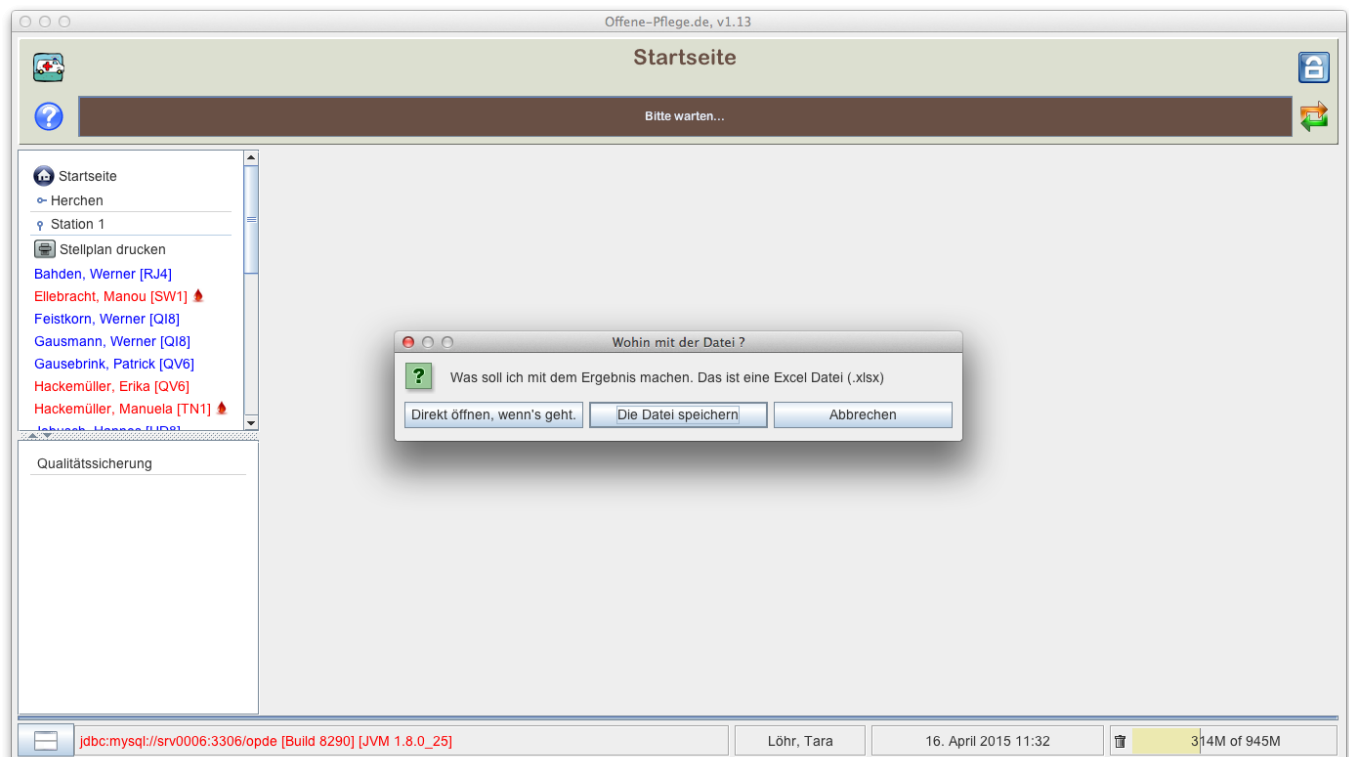 Offene-Pflege.de, v1.13
Startseite
Bitte warten...
Startseite
Herchen
Station 1
Stellplan drucken
Bahden, Werner [RJ4]
Ellebracht, Manou [SW1]
Feistkorn, Werner [QI8]
Gausmann, Werner [QI8]
Gausebrink, Patrick [QV6]
Hackemüller, Erika [QV6]
Hackemüller, Manuela [TN1]
Qualitätssicherung
Wohin mit der Datei ?
Was soll ich mit dem Ergebnis machen. Das ist eine Excel Datei (.xlsx)
Direkt öffnen, wenn's geht.
Die Datei speichern
Abbrechen
jdbc:mysql://srv0006:3306/opde [Build 8290] [JVM 1.8.0_25]
Löhr, Tara
16. April 2015 11:32
314M of 945M